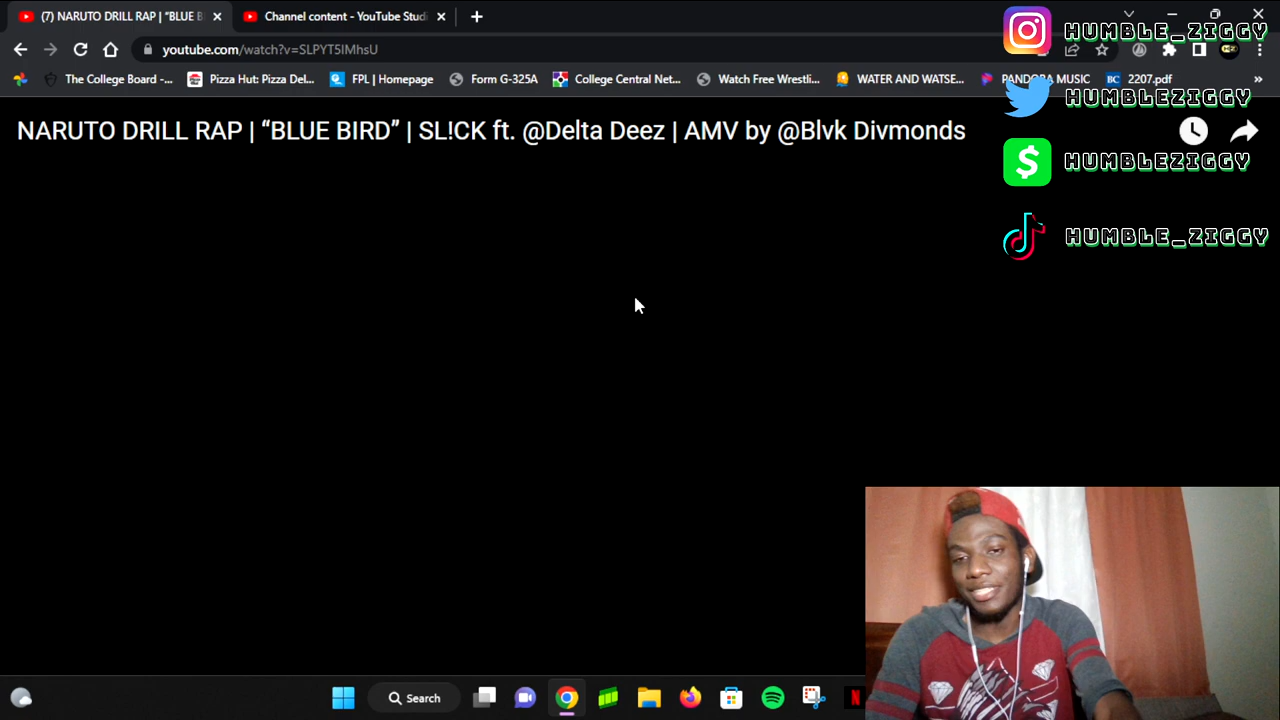 (7) NARUTO DRILL RAP | “BLUE B
Channel content - YouTube Studi
HUMBLE_ZIGGY
youtube.com/watch?v=SLPYT5IMhsU
The College Board -...
Pizza Hut: Pizza Del...
FPL | Homepage
Form G-325A
College Central Net...
Watch Free Wrestli...
WATER AND WATSE...
PANDORA MUSIC
BC
2207.pdf
HUMBLEZIGGY
NARUTO DRILL RAP | “BLUE BIRD” | SL!CK ft. @Delta Deez | AMV by @Blvk Divmonds
$
HUMBLEZIGGY
HUMBLE_ZIGGY
Search
N